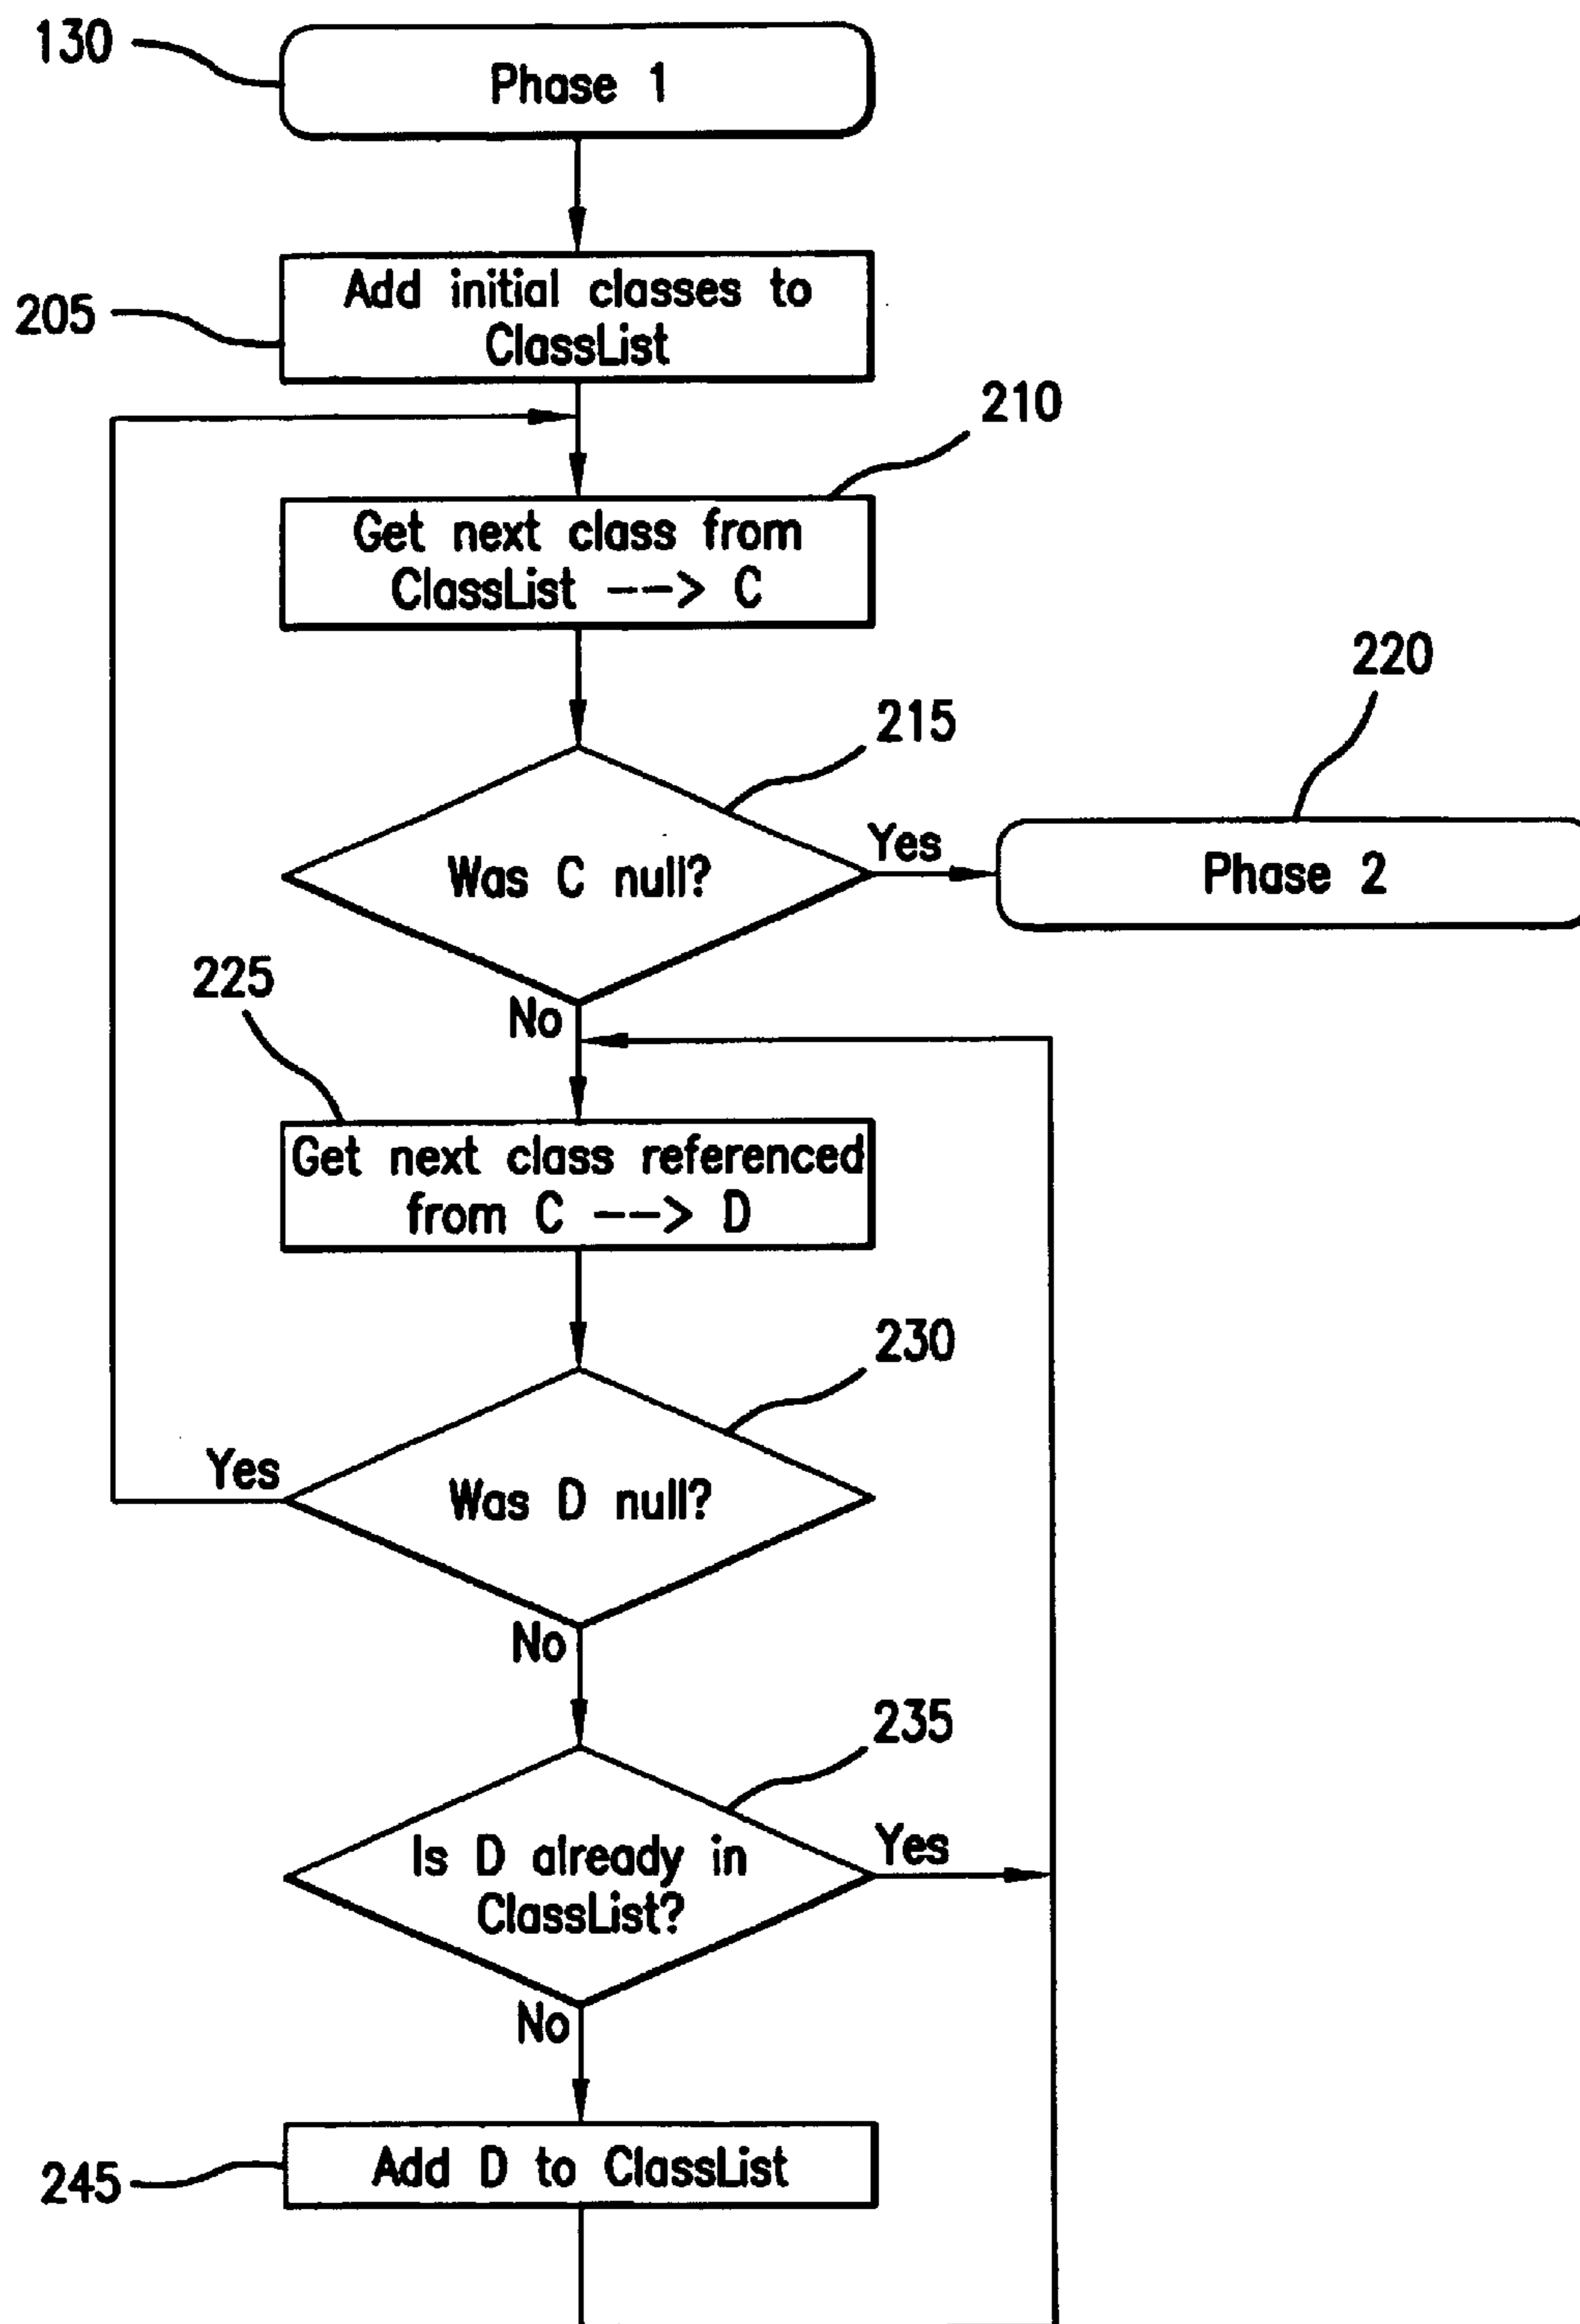 130
Phase 1
205
Add initial classes to
ClassList
210
Get next class from
ClassList --> C
215
220
Was C null?
Yes
Phase 2
No
225
Get next class referenced
from C --> D
230
Yes
Was D null?
No
235
Is D already in
ClassList?
Yes
No
245
Add D to ClassList